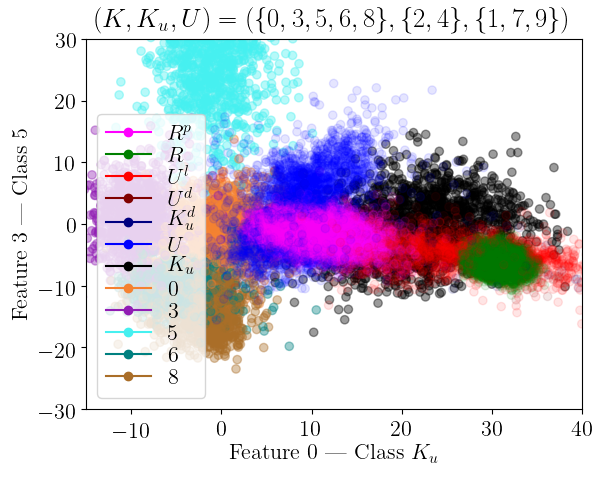 (K, K_u, U) = ({0, 3, 5, 6, 8}, {2, 4}, {1, 7, 9})
30
20
10
0
−10
−20
−30
Feature 3 — Class 5
R^p
R
U^l
U^d
K_u^d
U
K_u
0
3
5
6
8
−10 0 10 20 30 40
Feature 0 — Class K_u